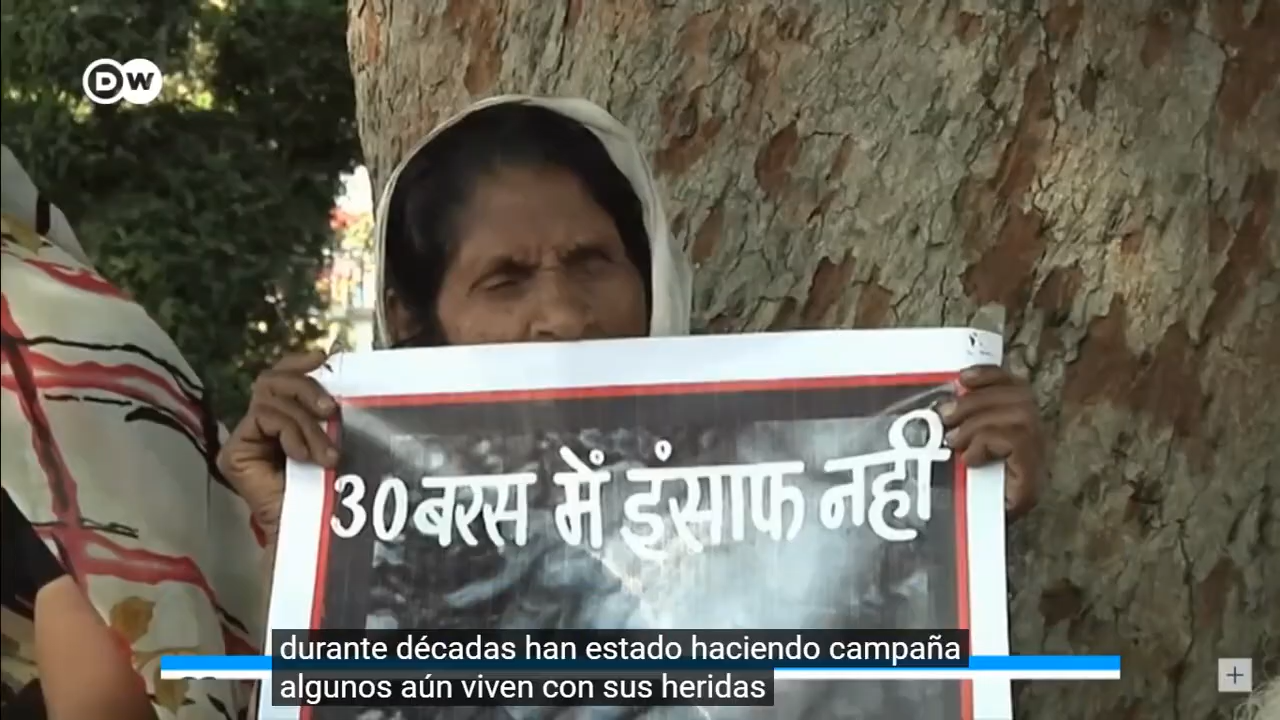 DW
30 बरस में इंसाफ नहीं
durante décadas han estado haciendo campaña
algunos aún viven con sus heridas